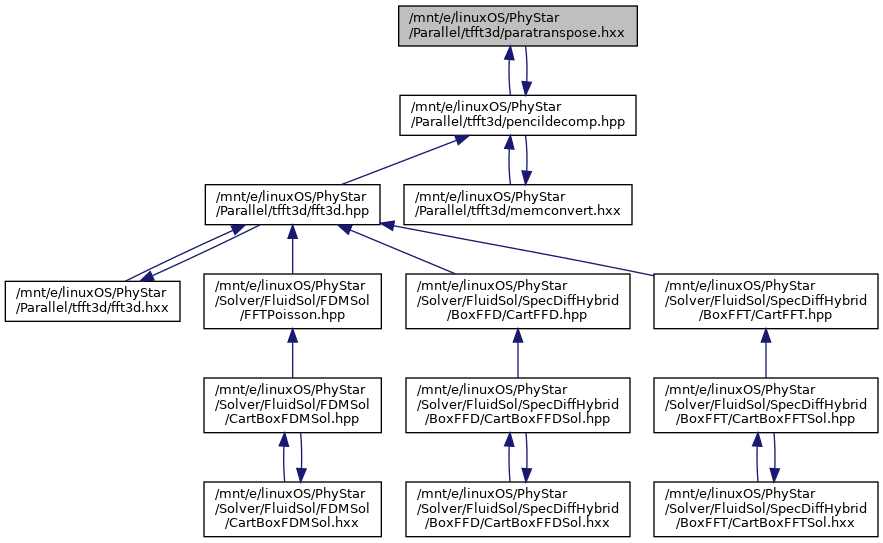 /mnt/e/linuxOS/PhyStar
/Parallel/tfft3d/paratranspose.hxx
/mnt/e/linuxOS/PhyStar
/Parallel/tfft3d/pencildecomp.hpp
/mnt/e/linuxOS/PhyStar
/Parallel/tfft3d/fft3d.hpp
/mnt/e/linuxOS/PhyStar
/Parallel/tfft3d/memconvert.hxx
/mnt/e/linuxOS/PhyStar
/Parallel/tfft3d/fft3d.hxx
/mnt/e/linuxOS/PhyStar
/Solver/FluidSol/FDMSol
/FFTPoisson.hpp
/mnt/e/linuxOS/PhyStar
/Solver/FluidSol/SpecDiffHybrid
/BoxFFD/CartFFD.hpp
/mnt/e/linuxOS/PhyStar
/Solver/FluidSol/SpecDiffHybrid
/BoxFFT/CartFFT.hpp
/mnt/e/linuxOS/PhyStar
/Solver/FluidSol/FDMSol
/CartBoxFDMSol.hpp
/mnt/e/linuxOS/PhyStar
/Solver/FluidSol/SpecDiffHybrid
/BoxFFD/CartBoxFFDSol.hpp
/mnt/e/linuxOS/PhyStar
/Solver/FluidSol/SpecDiffHybrid
/BoxFFT/CartBoxFFTSol.hpp
/mnt/e/linuxOS/PhyStar
/Solver/FluidSol/FDMSol
/CartBoxFDMSol.hxx
/mnt/e/linuxOS/PhyStar
/Solver/FluidSol/SpecDiffHybrid
/BoxFFD/CartBoxFFDSol.hxx
/mnt/e/linuxOS/PhyStar
/Solver/FluidSol/SpecDiffHybrid
/BoxFFT/CartBoxFFTSol.hxx